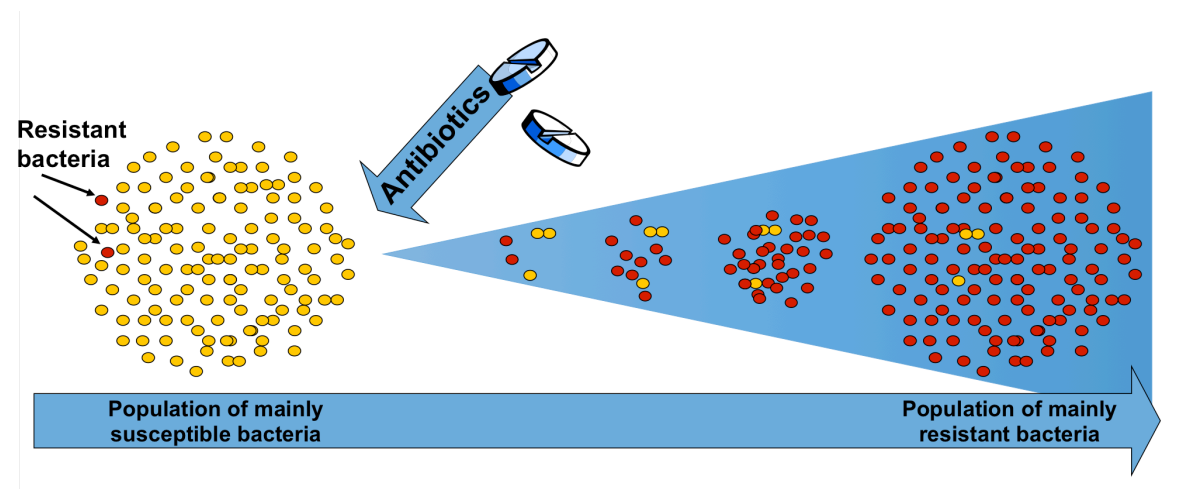 Resistant
bacteria
Antibiotics
Population of mainly
susceptible bacteria
Population of mainly
resistant bacteria